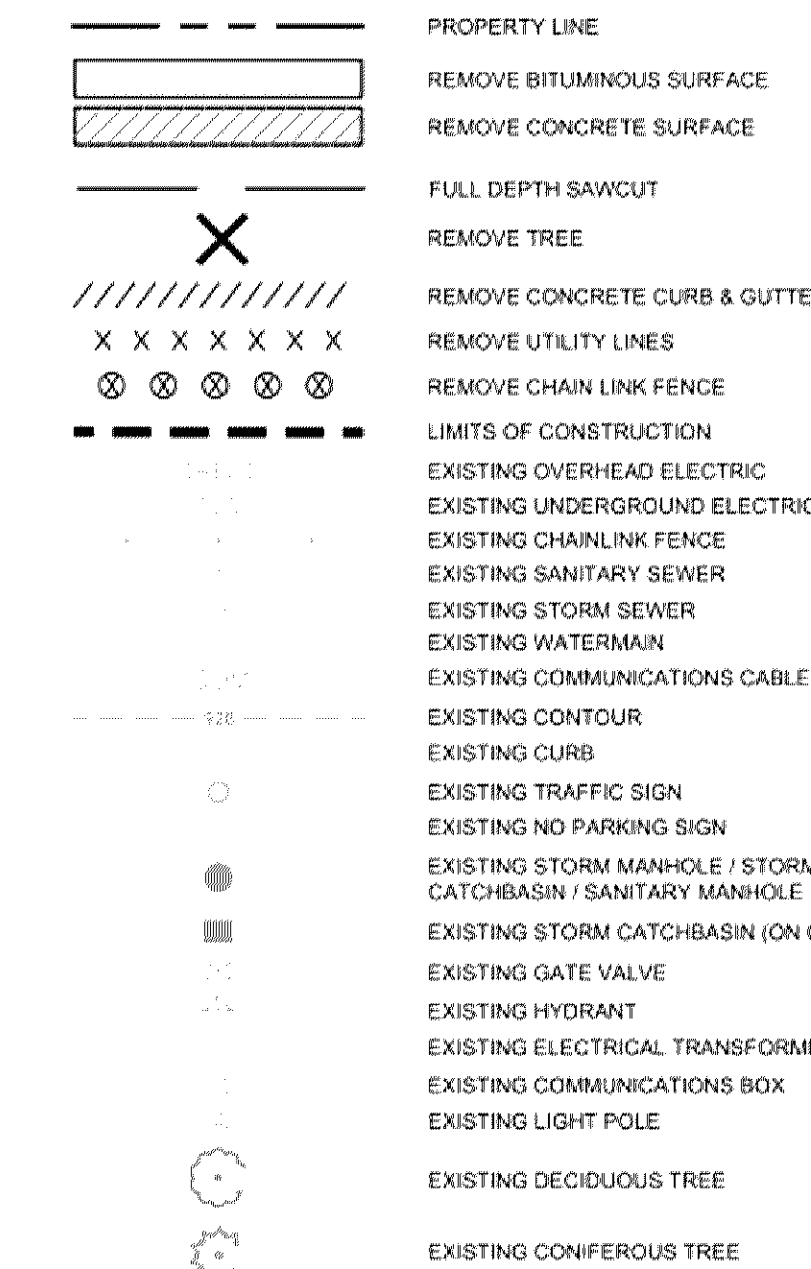 PROPERTY LINE
REMOVE BITUMINOUS SURFACE
REMOVE CONCRETE SURFACE
FULL DEPTH SAWCUT
REMOVE TREE
REMOVE CONCRETE CURB & GUTTE
REMOVE UTILITY LINES
REMOVE CHAIN LINK FENCE
LIMITS OF CONSTRUCTION
EXISTING OVERHEAD ELECTRIC
EXISTING UNDERGROUND ELECTRIC
EXISTING CHAINLINK FENCE
EXISTING SANITARY SEWER
EXISTING STORM SEWER
EXISTING WATERMAIN
EXISTING COMMUNICATIONS CABLE
928 EXISTING CONTOUR
EXISTING CURB
EXISTING TRAFFIC SIGN
EXISTING NO PARKING SIGN
EXISTING STORM MANHOLE / STORM
CATCHBASIN / SANITARY MANHOLE
EXISTING STORM CATCHBASIN (ON
EXISTING GATE VALVE
EXISTING HYDRANT
EXISTING ELECTRICAL TRANSFORM
EXISTING COMMUNICATIONS BOX
EXISTING LIGHT POLE
EXISTING DECIDUOUS TREE
EXISTING CONIFEROUS TREE